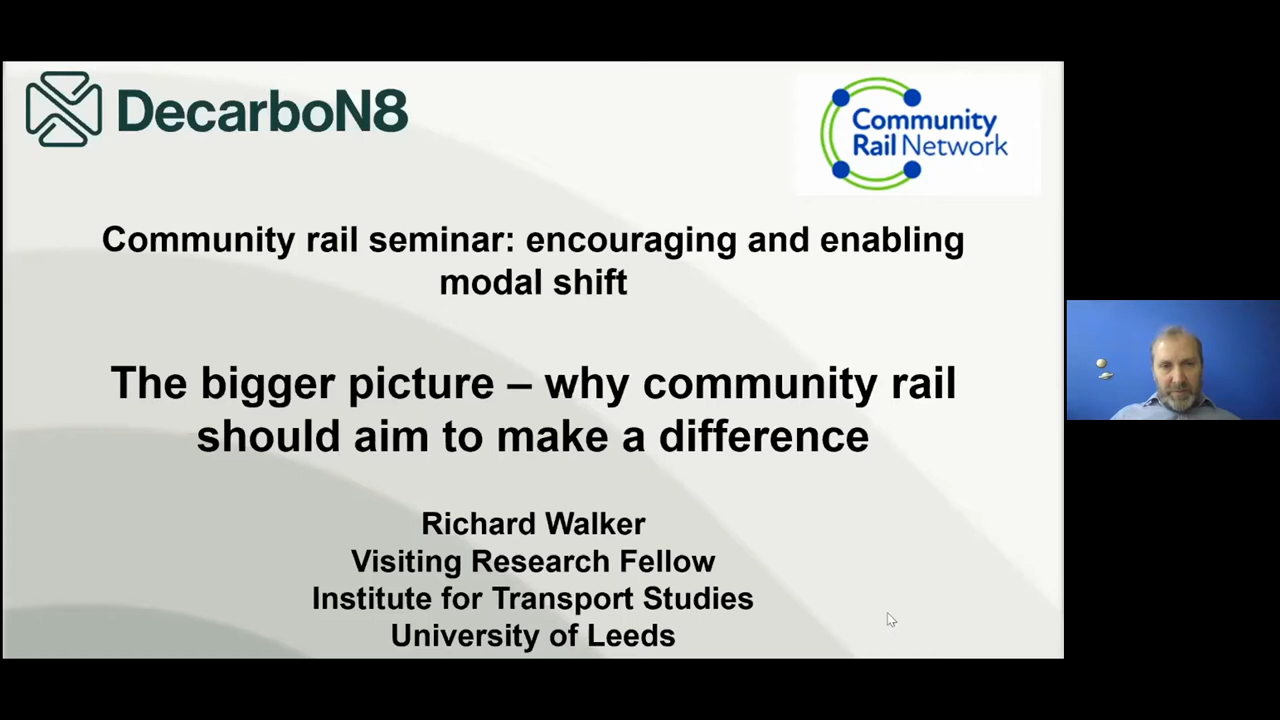 DecarboN8
Community
Rail Network
Community rail seminar: encouraging and enabling
modal shift
The bigger picture – why community rail
should aim to make a difference
Richard Walker
Visiting Research Fellow
Institute for Transport Studies
University of Leeds